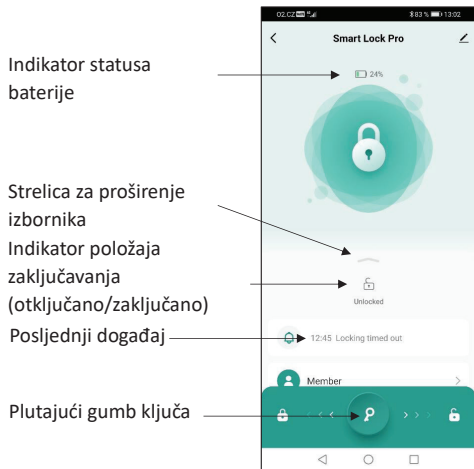 O2.CZ
83 % 13:02
Smart Lock Pro
24%
Indikator statusa
baterije
Strelica za proširenje
izbornika
Indikator položaja
zaključavanja
(otključano/zaključano)
Unlocked
Posljednji događaj
12:45 Locking timed out
Member
Plutajući gumb ključa